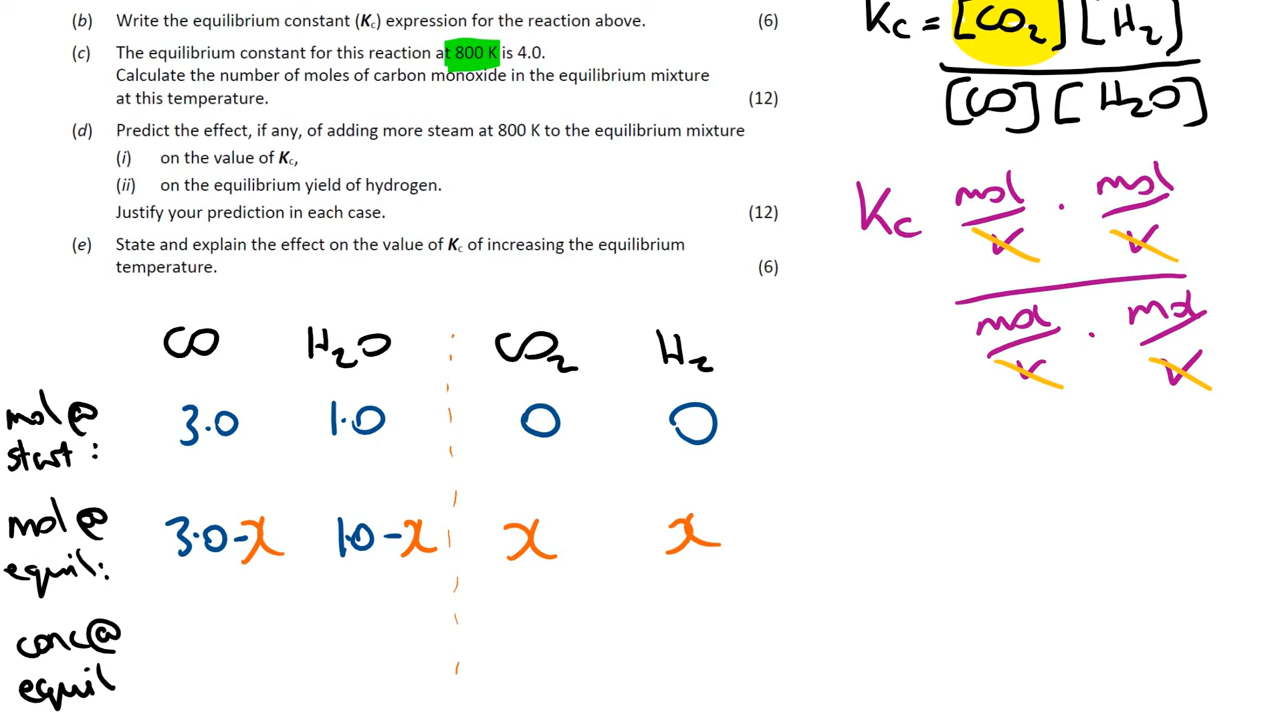 (b) Write the equilibrium constant (Kc) expression for the reaction above. (6)
(c) The equilibrium constant for this reaction at 800 K is 4.0.
Calculate the number of moles of carbon monoxide in the equilibrium mixture
at this temperature. (12)
(d) Predict the effect, if any, of adding more steam at 800 K to the equilibrium mixture
(i) on the value of Kc,
(ii) on the equilibrium yield of hydrogen.
Justify your prediction in each case. (12)
(e) State and explain the effect on the value of Kc of increasing the equilibrium
temperature. (6)
Kc = [CO2] [H2]
[CO] [H2O]
Kc mol · mol
V V
mol · mol
V V
CO H2O CO2 H2
mol@ 3.0 1.0 0 0
start:
mol@ 3.0-x 1.0-x x x
equil:
conc@
equil